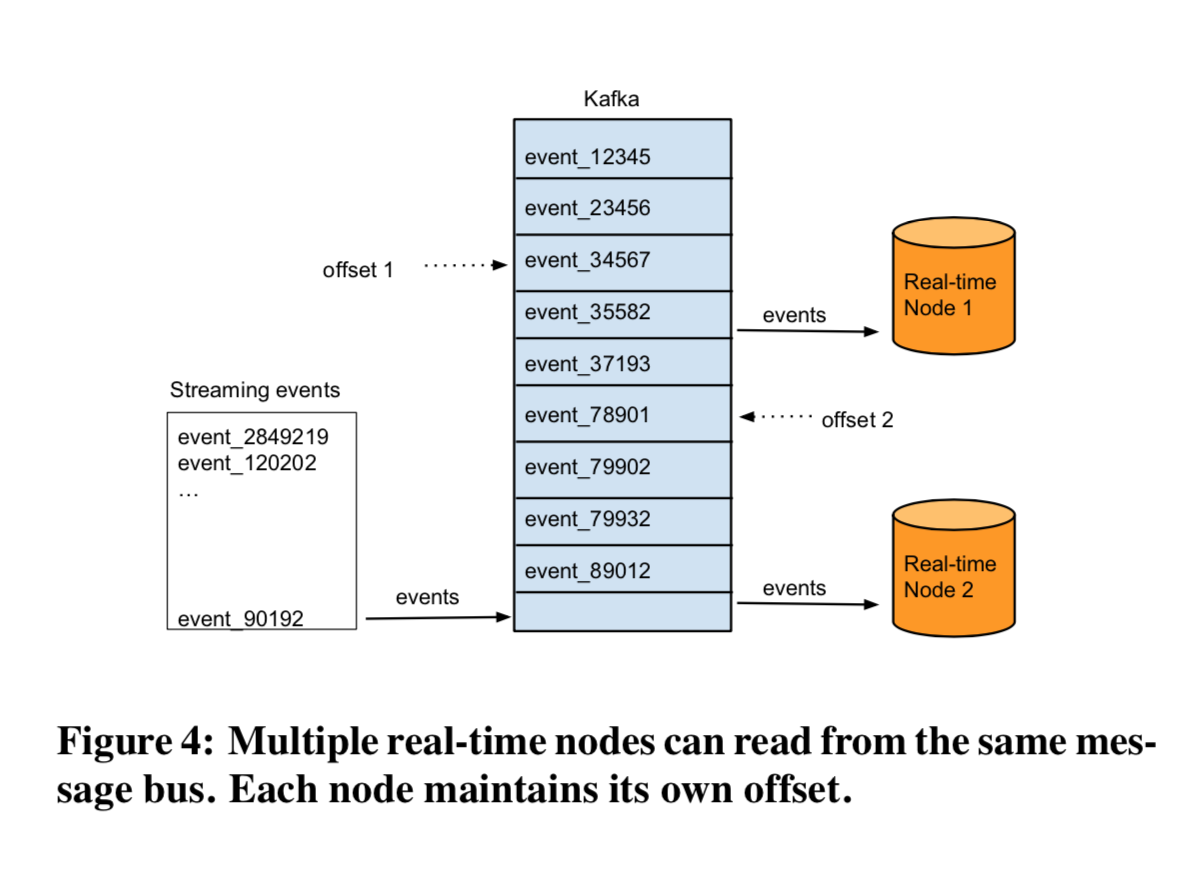 Kafka
event_12345
event_23456
event_34567
event_35582
event_37193
event_78901
event_79902
event_79932
event_89012
offset 1
Streaming events
event_2849219
event_120202
...
event_90192
events
events
Real-time
Node 1
offset 2
events
Real-time
Node 2
Figure 4: Multiple real-time nodes can read from the same mes-
sage bus. Each node maintains its own offset.